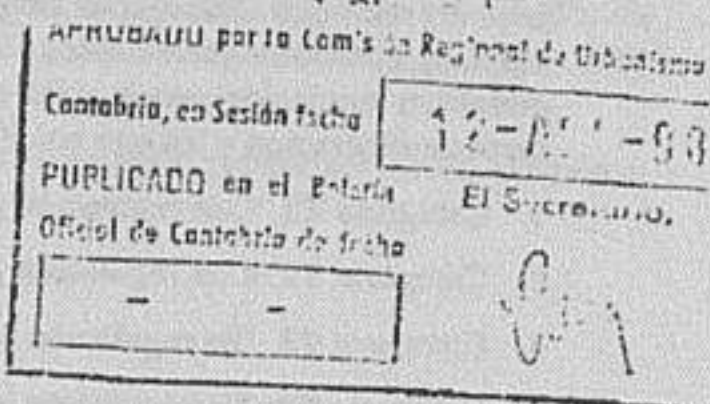 APROBADO por la Comisión Regional de Urbanismo
Cantabria, en Sesión fecha
12- -
PUBLICADO en el Boletín
El Secretario,
Oficial de Cantabria de fecha
- -